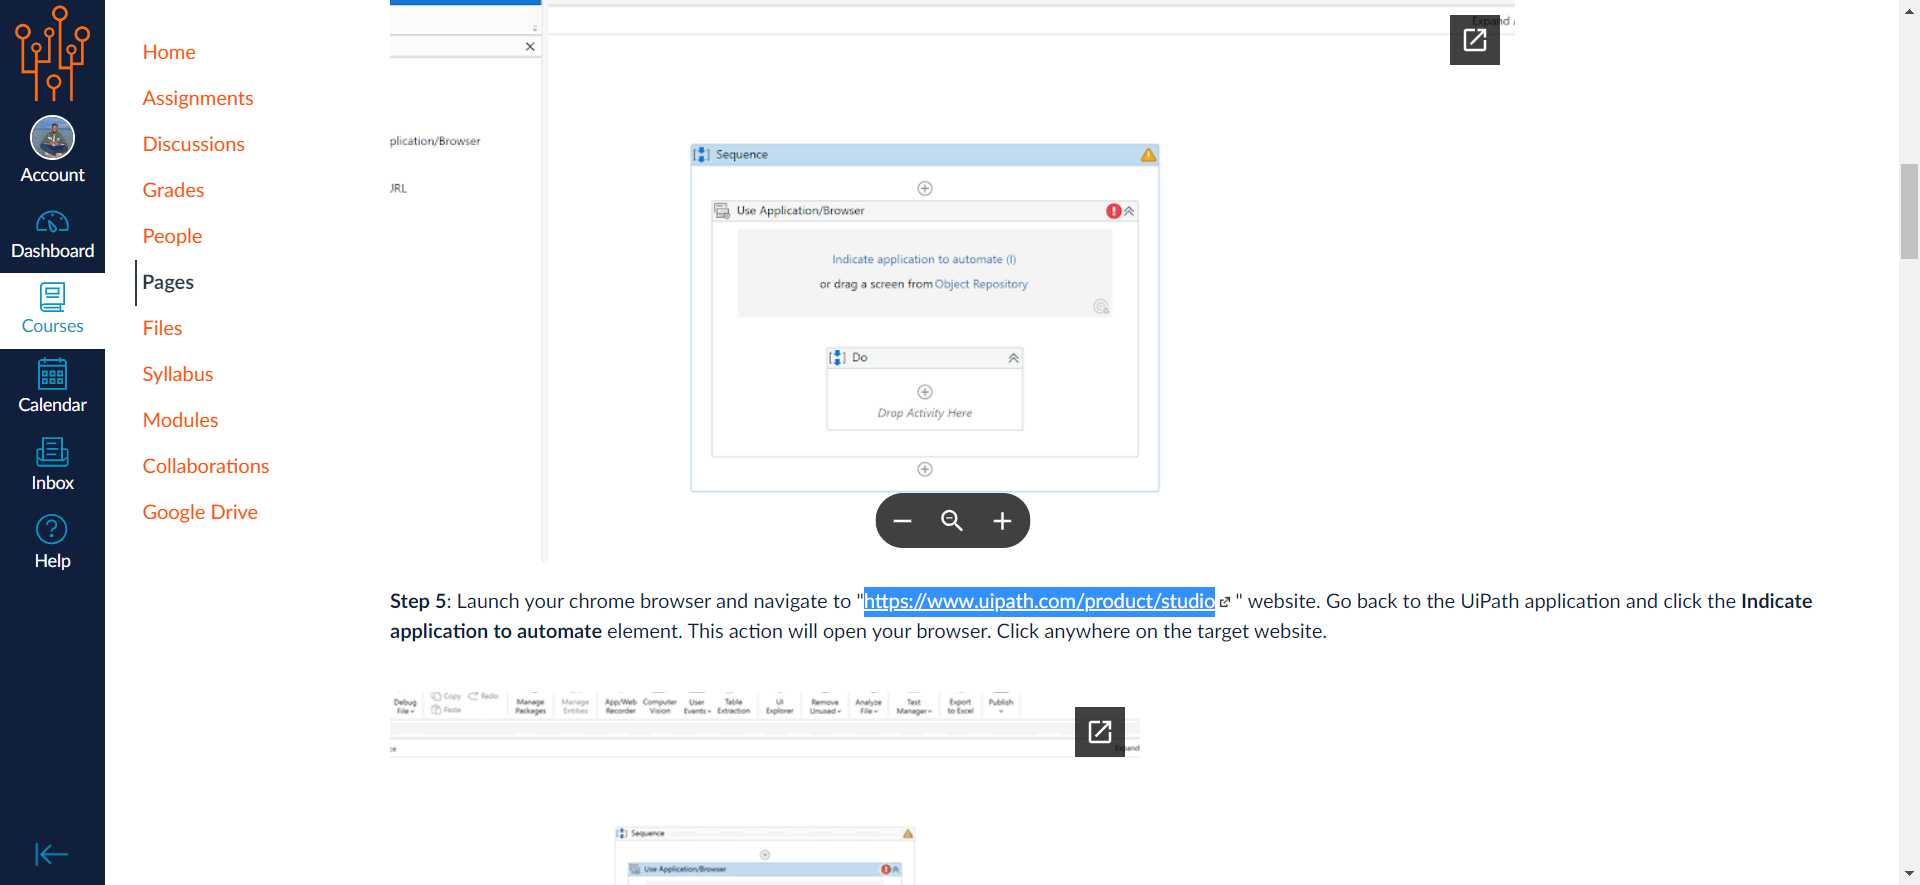 Account
Dashboard
Courses
Calendar
Inbox
Help
Home
Assignments
Discussions
Grades
People
Pages
Files
Syllabus
Modules
Collaborations
Google Drive
Expand
plication/Browser
URL
Sequence
Use Application/Browser
Indicate application to automate (I)
or drag a screen from Object Repository
Do
Drop Activity Here
Step 5: Launch your chrome browser and navigate to "https://www.uipath.com/product/studio " website. Go back to the UiPath application and click the Indicate
application to automate element. This action will open your browser. Click anywhere on the target website.
Debug File
Copy
Redo
Paste
Manage Packages
Manage Entities
App/Web Recorder
Computer Vision
User Events
Table Extraction
UI Explorer
Remove Unused
Analyze File
Test Manager
Export to Excel
Publish
Expand
Sequence
Use Application/Browser